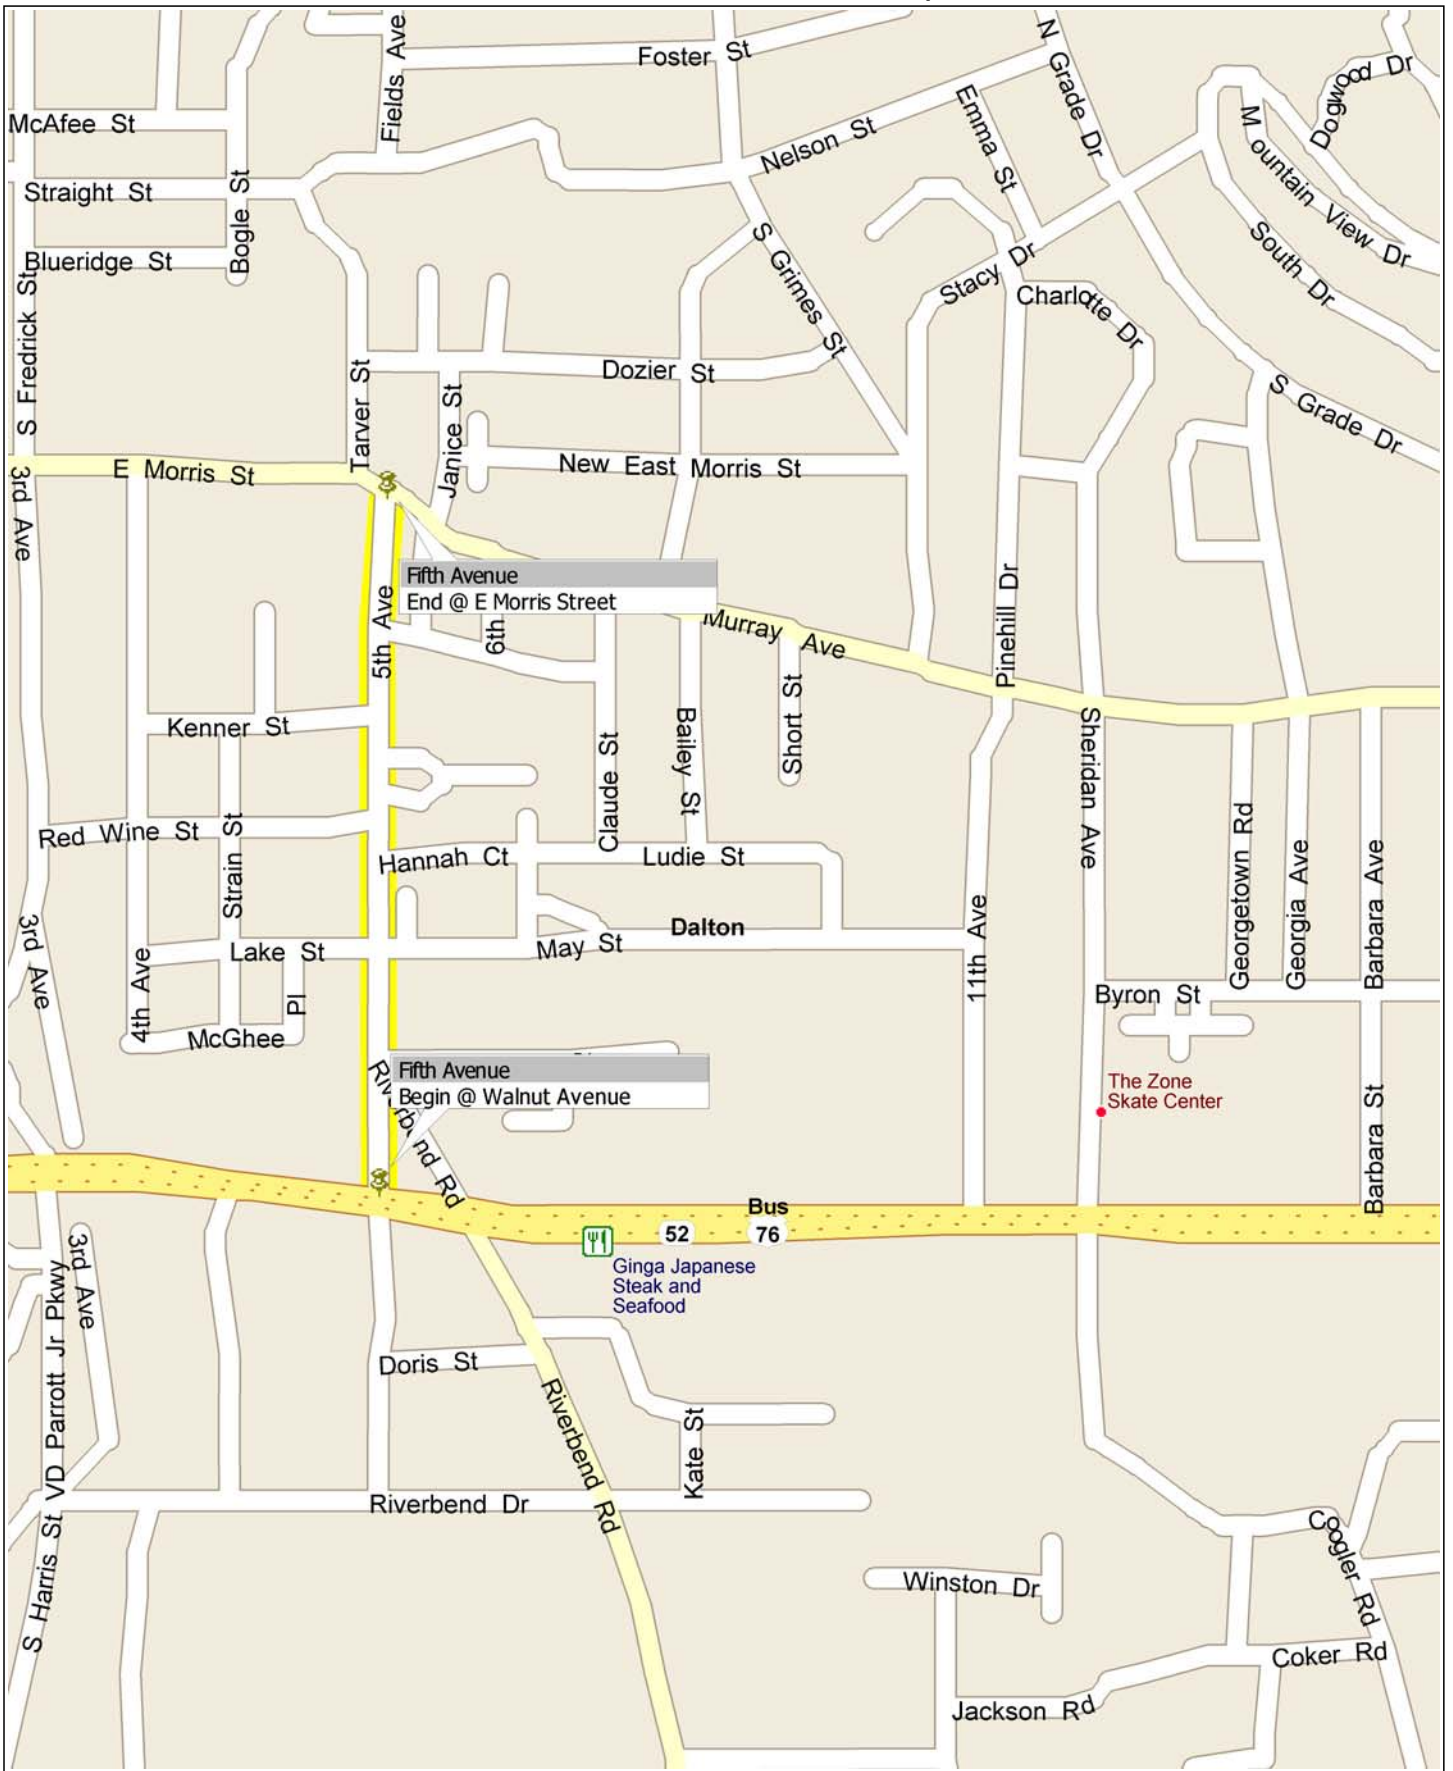 Fields Ave
Foster St
N Grade Dr
Dogwood Dr
McAfee St
Nelson St
Emma St
Mountain View Dr
Straight St
Bogle St
Blueridge St
S Grimes St
Stacy Dr
South Dr
Charlotte Dr
S Fredrick St
Tarver St
Dozier St
Janice St
S Grade Dr
E Morris St
New East Morris St
3rd Ave
Fifth Avenue
End @ E Morris Street
5th Ave
6th
Murray Ave
Pinehill Dr
Kenner St
Short St
Bailey St
Claude St
Sheridan Ave
Red Wine St
Strain St
Hannah Ct
Ludie St
Georgetown Rd
Georgia Ave
Barbara Ave
3rd Ave
Lake St
May St
Dalton
11th Ave
4th Ave
McGhee Pl
Byron St
Riverbend Rd
Fifth Avenue
Begin @ Walnut Avenue
The Zone
Skate Center
Barbara St
Bus
52
76
3rd Ave
Ginga Japanese
Steak and
Seafood
VD Parrott Jr Pkwy
Doris St
Riverbend Rd
Kate St
Riverbend Dr
S Harris St
Winston Dr
Coogler Rd
Coker Rd
Jackson Rd